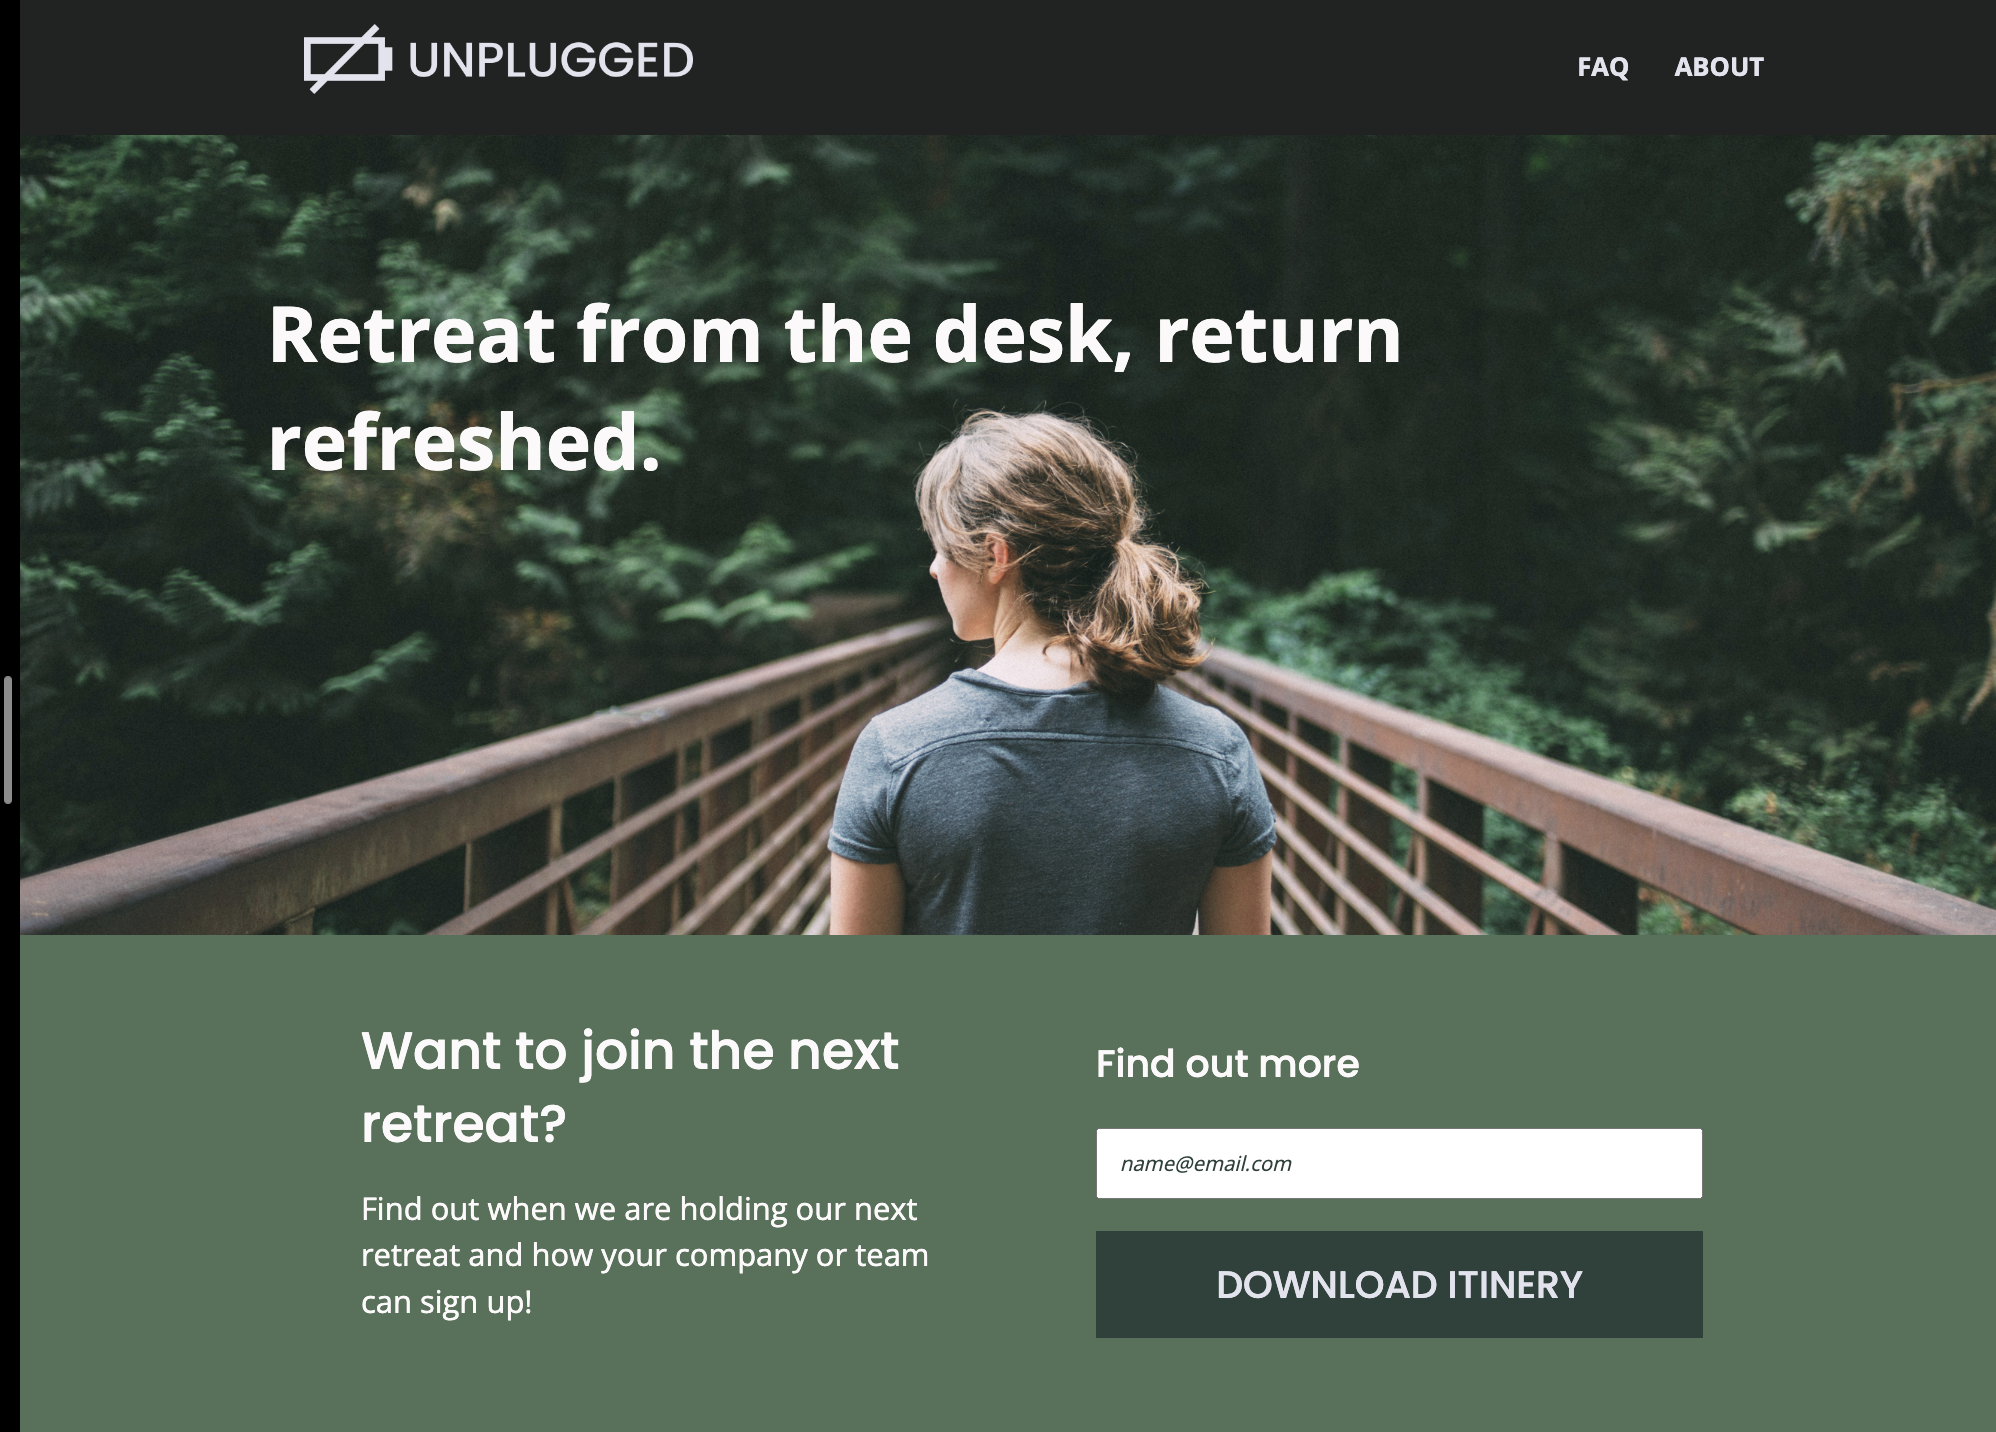 UNPLUGGED
FAQ ABOUT
Retreat from the desk, return
refreshed.
Want to join the next
retreat?
Find out when we are holding our next
retreat and how your company or team
can sign up!
Find out more
name@email.com
DOWNLOAD ITINERY